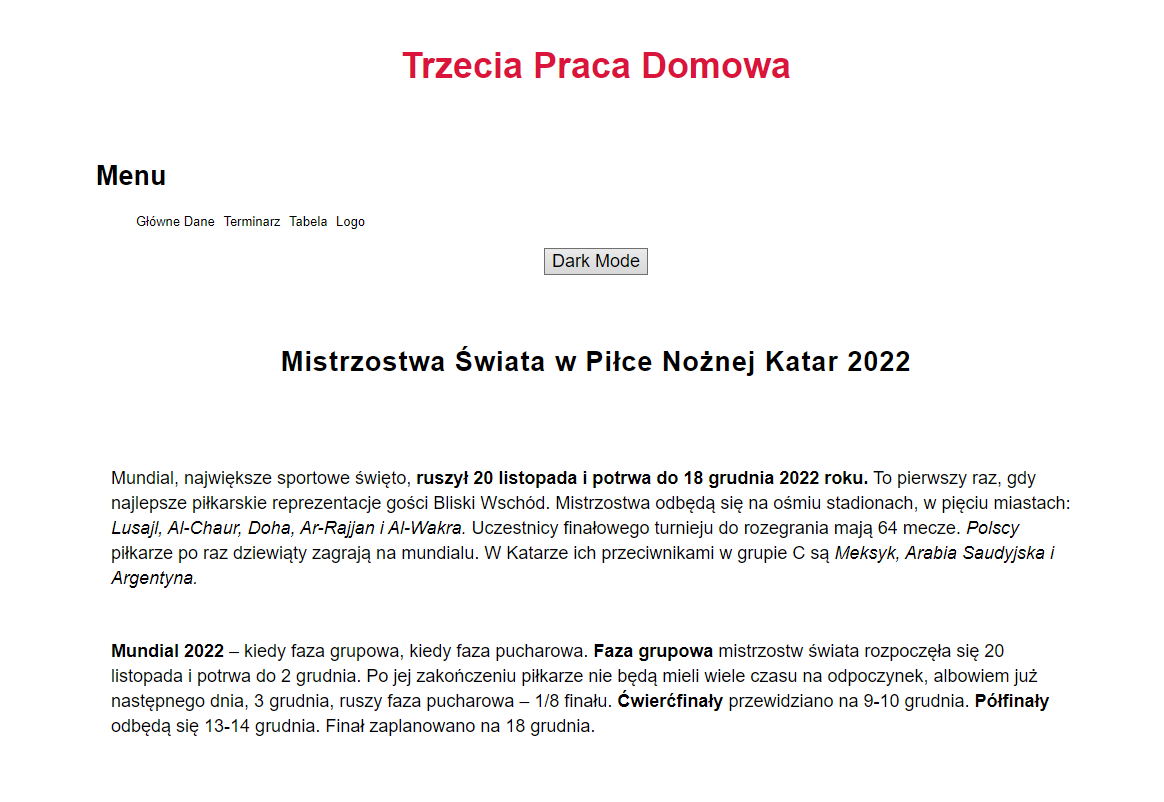 Trzecia Praca Domowa
Menu
Główne Dane Terminarz Tabela Logo
Dark Mode
Mistrzostwa Świata w Piłce Nożnej Katar 2022
Mundial, największe sportowe święto, ruszył 20 listopada i potrwa do 18 grudnia 2022 roku. To pierwszy raz, gdy
najlepsze piłkarskie reprezentacje gości Bliski Wschód. Mistrzostwa odbędą się na ośmiu stadionach, w pięciu miastach:
Lusajl, Al-Chaur, Doha, Ar-Rajjan i Al-Wakra. Uczestnicy finałowego turnieju do rozegrania mają 64 mecze. Polscy
piłkarze po raz dziewiąty zagrają na mundialu. W Katarze ich przeciwnikami w grupie C są Meksyk, Arabia Saudyjska i
Argentyna.
Mundial 2022 – kiedy faza grupowa, kiedy faza pucharowa. Faza grupowa mistrzostw świata rozpoczęła się 20
listopada i potrwa do 2 grudnia. Po jej zakończeniu piłkarze nie będą mieli wiele czasu na odpoczynek, albowiem już
następnego dnia, 3 grudnia, ruszy faza pucharowa – 1/8 finału. Ćwierćfinały przewidziano na 9-10 grudnia. Półfinały
odbędą się 13-14 grudnia. Finał zaplanowano na 18 grudnia.